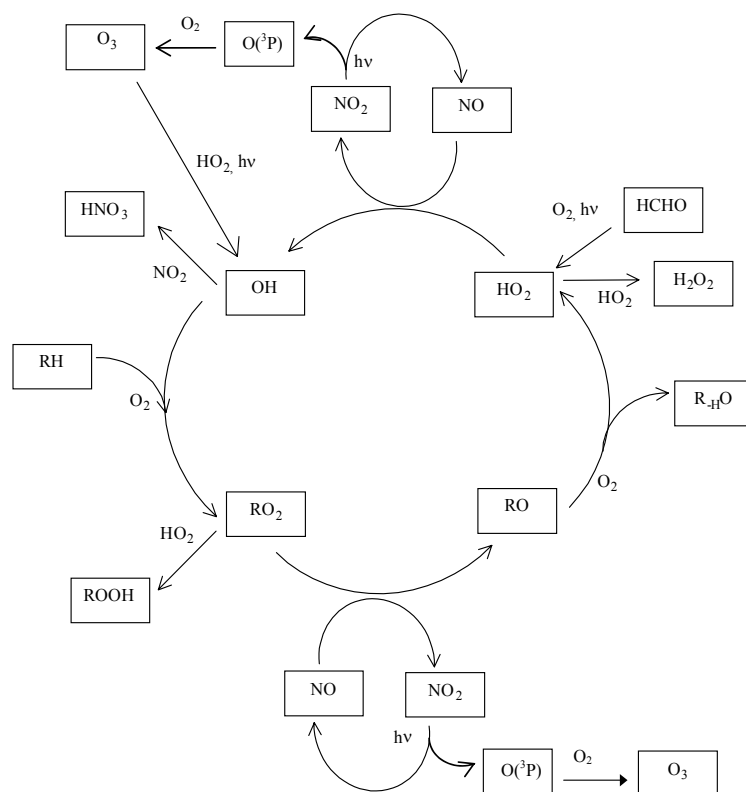 O₂
O₃
O(³P)
hν
NO₂
NO
HO₂, hν
HNO₃
O₂, hν
HCHO
NO₂
OH
HO₂
HO₂
H₂O₂
RH
O₂
R₋HO
O₂
RO₂
RO
HO₂
ROOH
NO
NO₂
hν
O(³P)
O₂
O₃